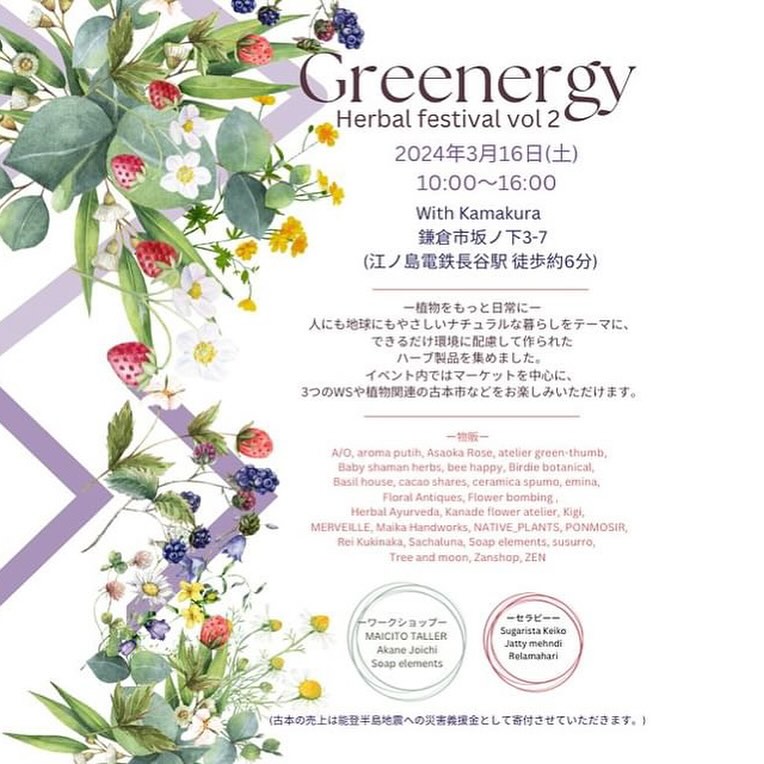 Greenergy
Herbal festival vol 2
2024年3月16日(土)
10:00〜16:00
With Kamakura
鎌倉市坂ノ下3-7
(江ノ島電鉄長谷駅 徒歩約6分)
ー植物をもっと日常にー
人にも地球にもやさしいナチュラルな暮らしをテーマに、
できるだけ環境に配慮して作られた
ハーブ製品を集めました。
イベント内ではマーケットを中心に、
3つのWSや植物関連の古本市などをお楽しみいただけます。
ー物販ー
A/O, aroma putih, Asaoka Rose, atelier green-thumb,
Baby shaman herbs, bee happy, Birdie botanical,
Basil house, cacao shares, ceramica spumo, emina,
Floral Antiques, Flower bombing ,
Herbal Ayurveda, Kanade flower atelier, Kigi,
MERVEILLE, Maika Handworks, NATIVE_PLANTS, PONMOSIR,
Rei Kukinaka, Sachaluna, Soap elements, susurro,
Tree and moon, Zanshop, ZEN
ーワークショップー
MAICITO TALLER
Akane Joichi
Soap elements
ーセラピーー
Sugarista Keiko
Jatty mehndi
Relamahari
(古本の売上は能登半島地震への災害義援金として寄付させていただきます。)